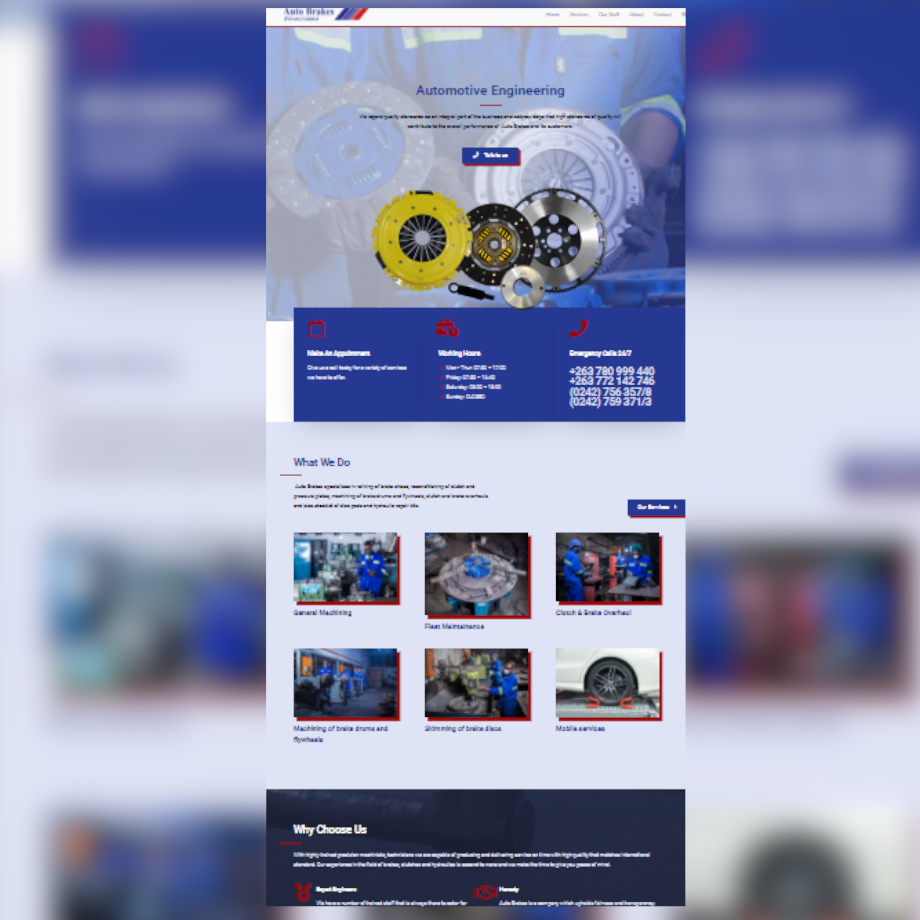 Auto Brakes
(Private) Limited
Home Services Our Staff About Contact
Automotive Engineering
We regard quality standards as an integral part of the business and acknowledge that high standards of quality will
contribute to the overall performance of Auto Brakes and its customers.
Talk to us
Make An Appointment
Give us a call today for a variety of services
we have to offer.
Working Hours
Mon - Thur: 07:30 – 17:00
Friday: 07:30 –
Saturday: 08:00 –
Sunday: CLOSED
Emergency Calls 24/7
+263 780 999 440
+263 772 142 746
(0242) 756 357/8
(0242) 759 371/3
What We Do
Auto Brakes specializes in relining of brake shoes, reconditioning of clutch and
pressure plates, machining of brake drums and flywheels, clutch and brake overhauls
and also stockist of disc pads and hydraulic repair kits.
Our Services
General Machining
Fleet Maintainance
Clutch & Brake Overhaul
Machining of brake drums and
flywheels
Skimming of brake discs
Mobile services
Why Choose Us
With highly trained precision machinists, technicians we are capable of producing and delivering service on time with high quality that matches international
standard. Our experience in the field of brakes, clutches and hydraulics is second to none and we make the time to give you peace of mind.
Expert Engineers
We have a number of trained staff that is always there to cater for
Honesty
Auto Brakes is a company which upholds fairness and transparency